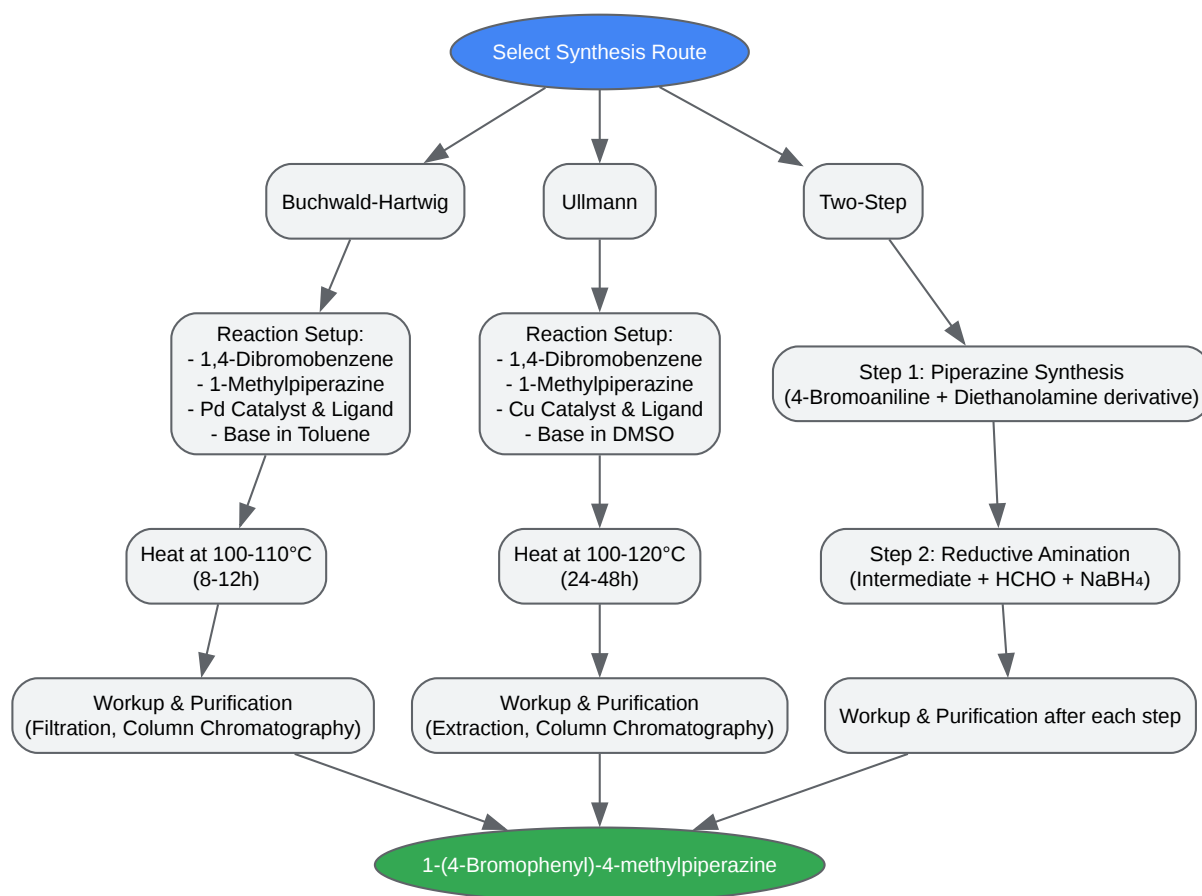 Select Synthesis Route
Buchwald-Hartwig
Ullmann
Two-Step
Reaction Setup:
- 1,4-Dibromobenzene
- 1-Methylpiperazine
- Pd Catalyst & Ligand
- Base in Toluene
Reaction Setup:
- 1,4-Dibromobenzene
- 1-Methylpiperazine
- Cu Catalyst & Ligand
- Base in DMSO
Step 1: Piperazine Synthesis
(4-Bromoaniline + Diethanolamine derivative)
Heat at 100-110°C
(8-12h)
Heat at 100-120°C
(24-48h)
Step 2: Reductive Amination
(Intermediate + HCHO + NaBH₄)
Workup & Purification
(Filtration, Column Chromatography)
Workup & Purification
(Extraction, Column Chromatography)
Workup & Purification after each step
1-(4-Bromophenyl)-4-methylpiperazine